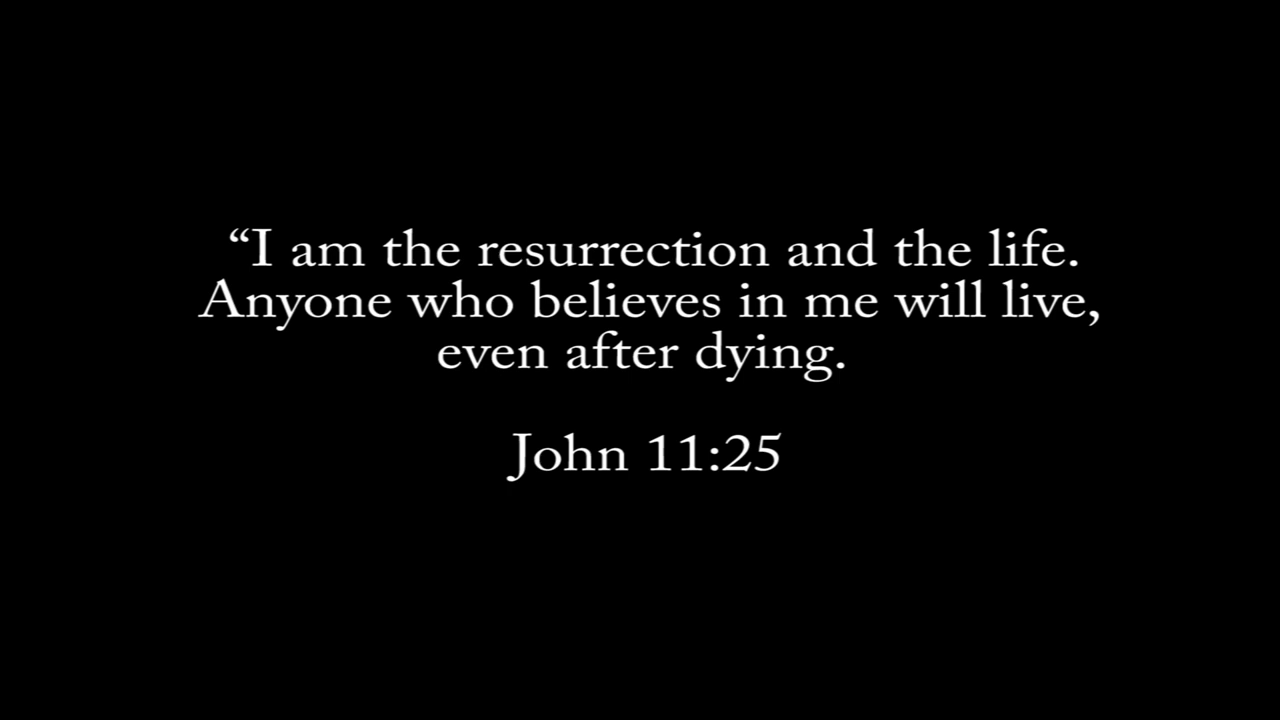 “I am the resurrection and the life.
Anyone who believes in me will live,
even after dying.
John 11:25